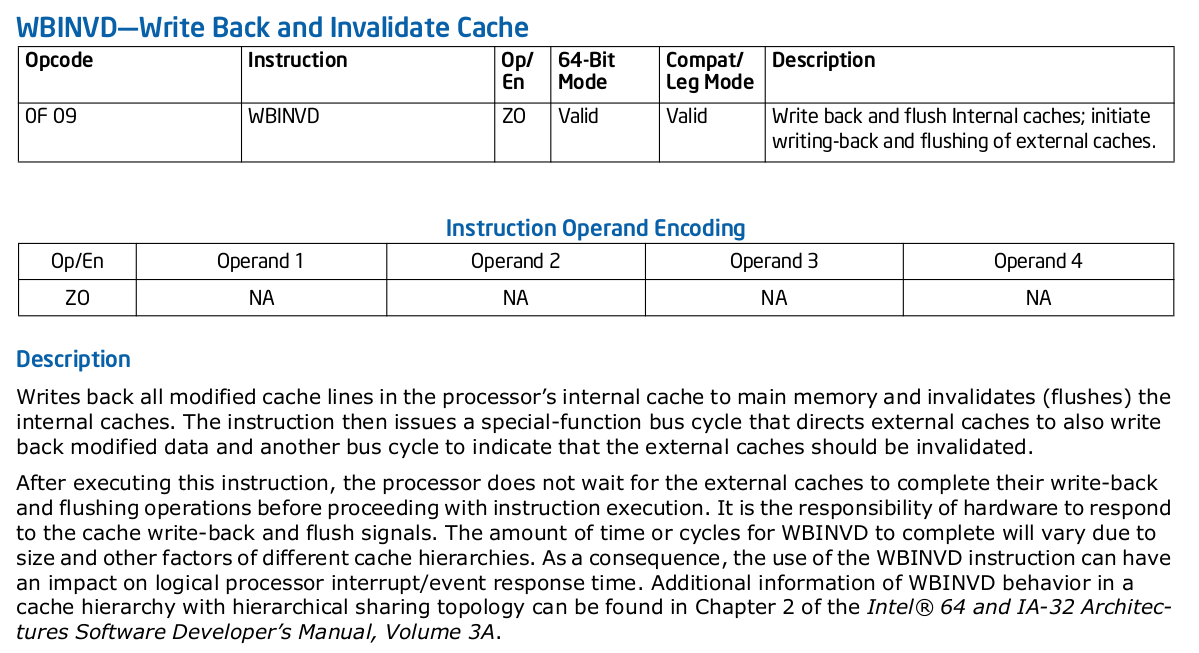 WBINVD—Write Back and Invalidate Cache
Opcode Instruction Op/ 64-Bit Compat/ Description
En Mode Leg Mode
0F 09 WBINVD ZO Valid Valid Write back and flush Internal caches; initiate
writing-back and flushing of external caches.
Instruction Operand Encoding
Op/En Operand 1 Operand 2 Operand 3 Operand 4
ZO NA NA NA NA
Description
Writes back all modified cache lines in the processor’s internal cache to main memory and invalidates (flushes) the
internal caches. The instruction then issues a special-function bus cycle that directs external caches to also write
back modified data and another bus cycle to indicate that the external caches should be invalidated.
After executing this instruction, the processor does not wait for the external caches to complete their write-back
and flushing operations before proceeding with instruction execution. It is the responsibility of hardware to respond
to the cache write-back and flush signals. The amount of time or cycles for WBINVD to complete will vary due to
size and other factors of different cache hierarchies. As a consequence, the use of the WBINVD instruction can have
an impact on logical processor interrupt/event response time. Additional information of WBINVD behavior in a
cache hierarchy with hierarchical sharing topology can be found in Chapter 2 of the Intel® 64 and IA-32 Architec-
tures Software Developer’s Manual, Volume 3A.